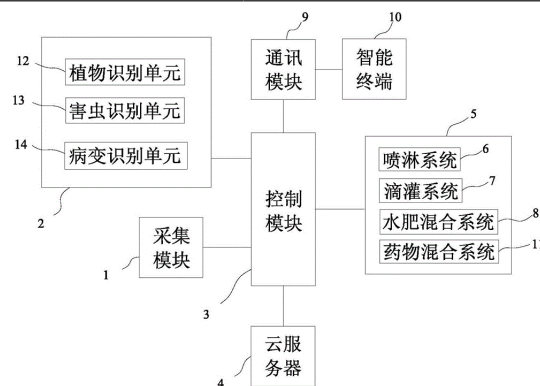 9
10
12
植物识别单元
13
害虫识别单元
14
病变识别单元
2
通讯
模块
智能
终端
5
喷淋系统
6
滴灌系统
7
水肥混合系统
8
药物混合系统
11
控制
模块
3
采集
模块
1
云服
务器
4